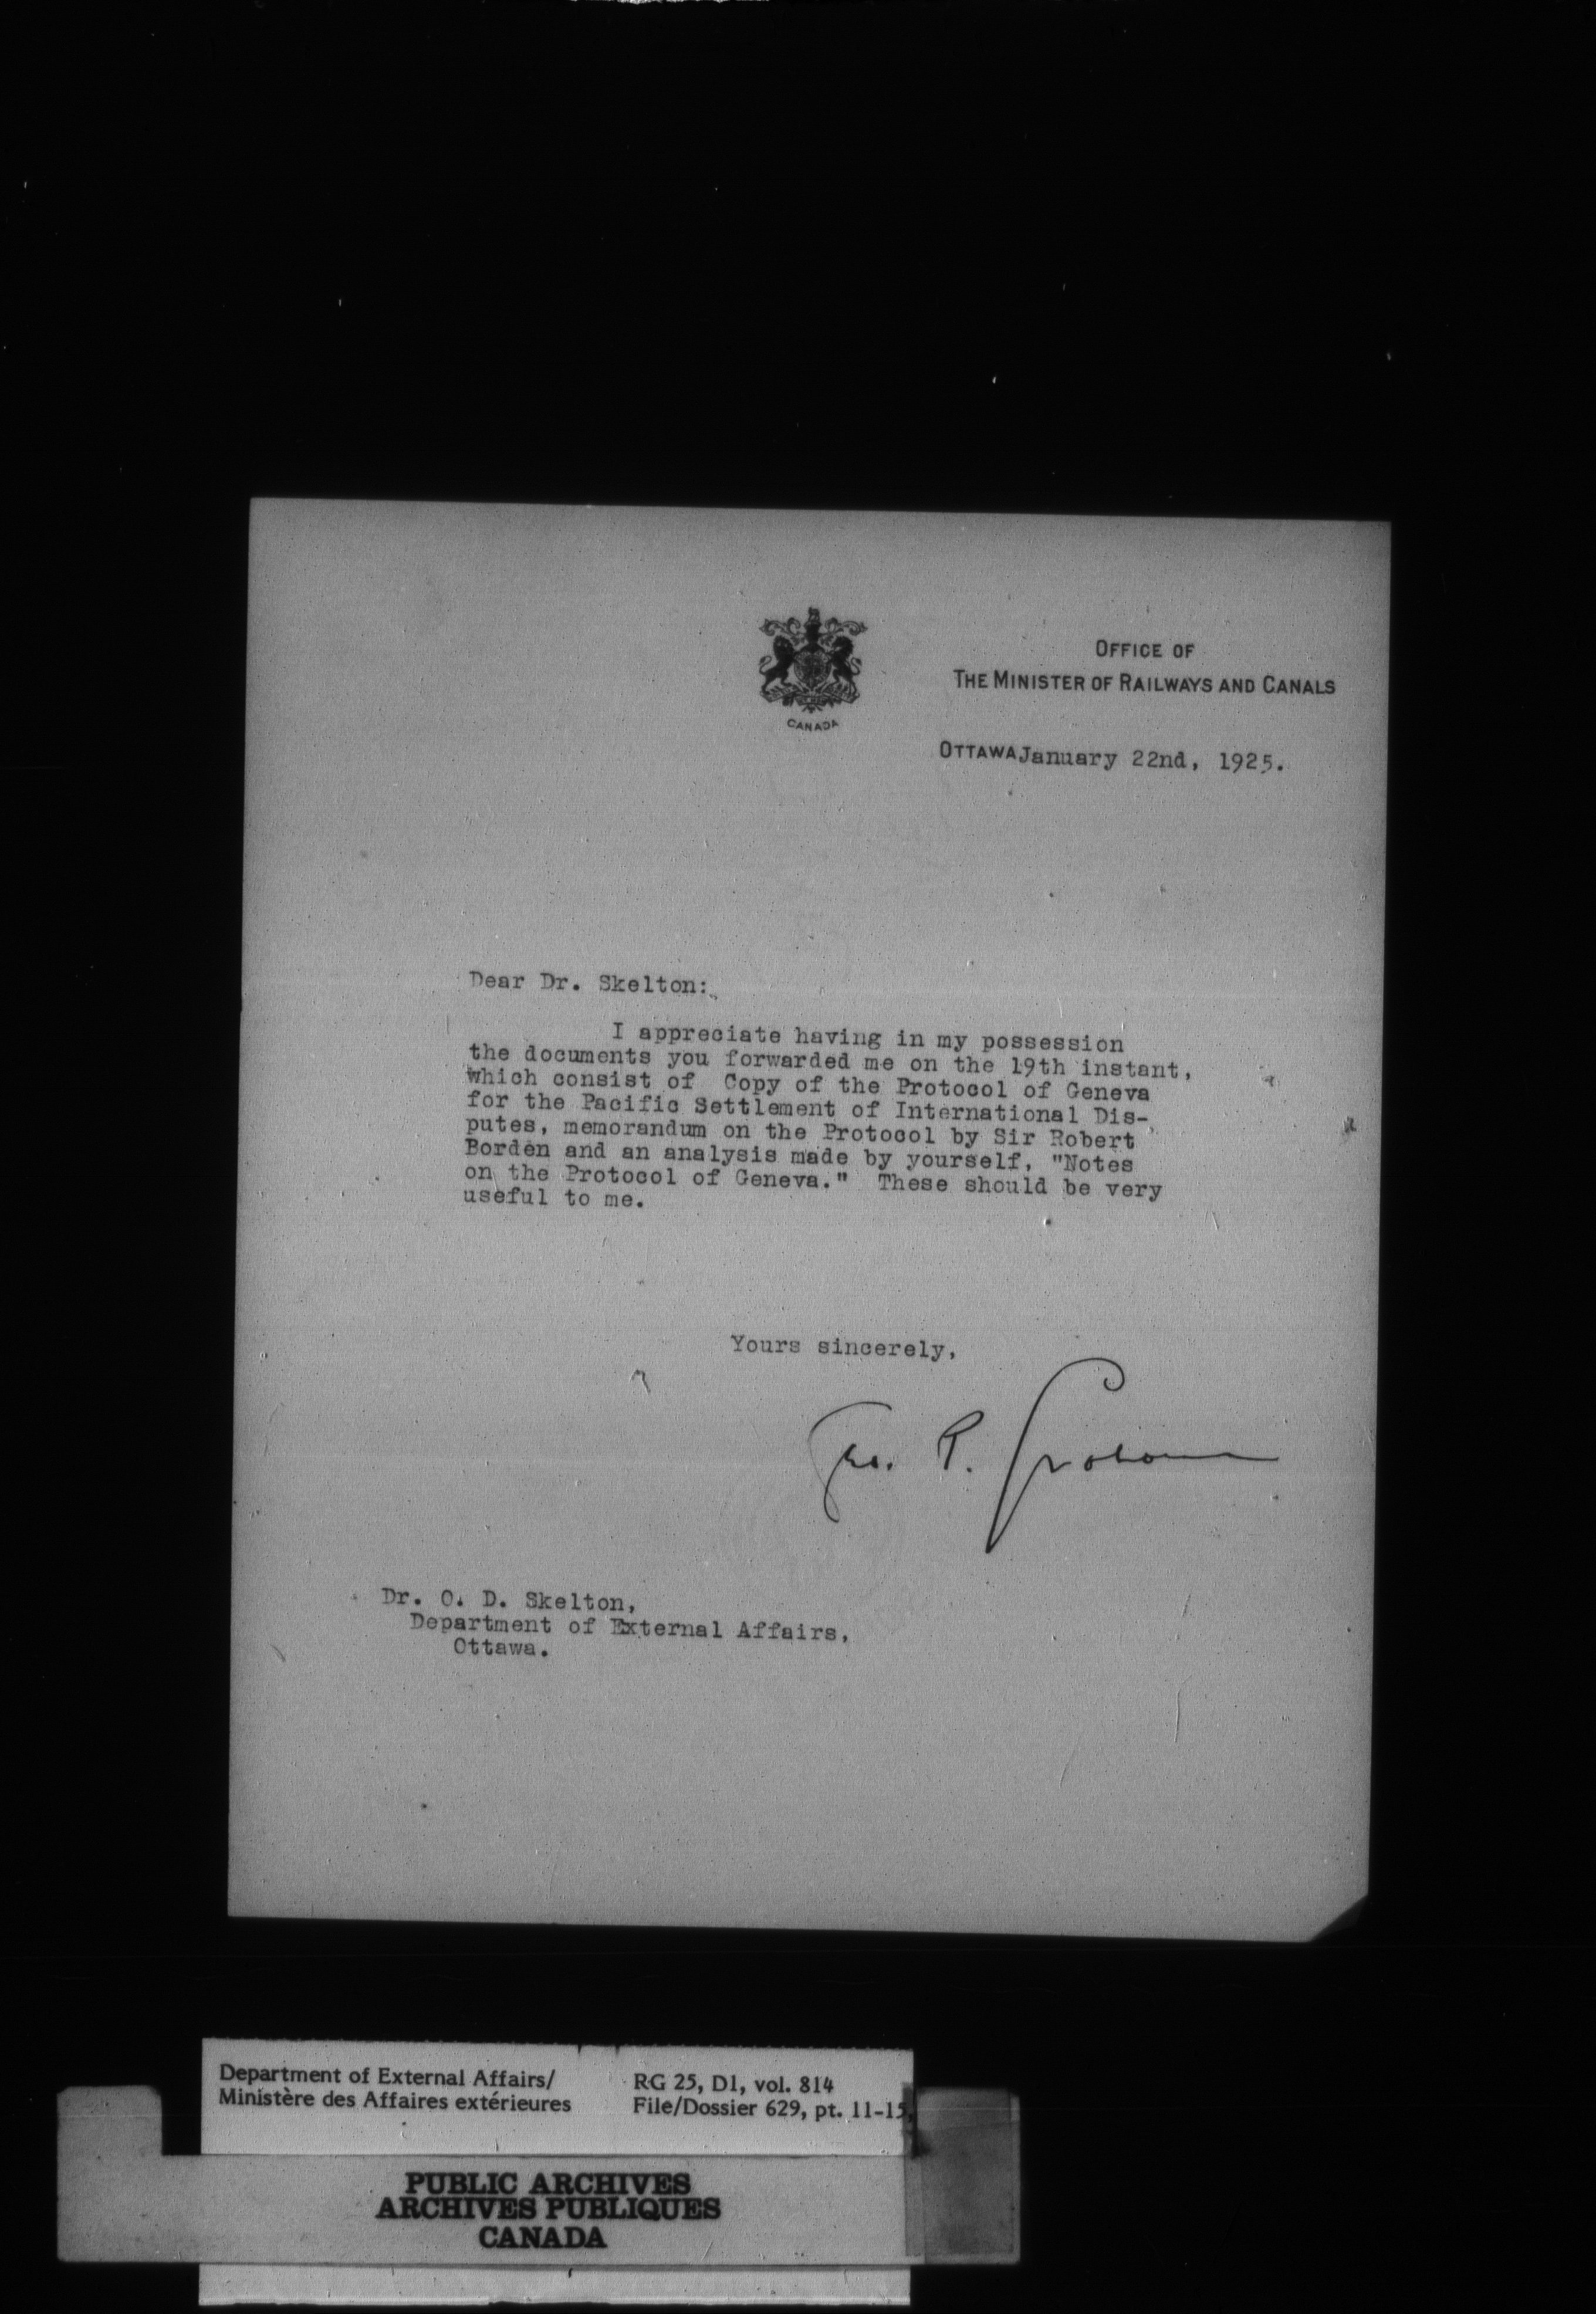 CANADA
OFFICE OF
THE MINISTER OF RAILWAYS AND CANALS
OTTAWA January 22nd, 1925.
Dear Dr. Skelton:
I appreciate having in my possession
the documents you forwarded me on the 19th instant,
which consist of Copy of the Protocol of Geneva
for the Pacific Settlement of International Dis-
putes, memorandum on the Protocol by Sir Robert
Borden and an analysis made by yourself, "Notes
on the Protocol of Geneva." These should be very
useful to me.
Yours sincerely,
Geo. P. Graham
Dr. O. D. Skelton,
Department of External Affairs,
Ottawa.
Department of External Affairs/
Ministère des Affaires extérieures
RG 25, D1, vol. 814
File/Dossier 629, pt. 11-15,
PUBLIC ARCHIVES
ARCHIVES PUBLIQUES
CANADA